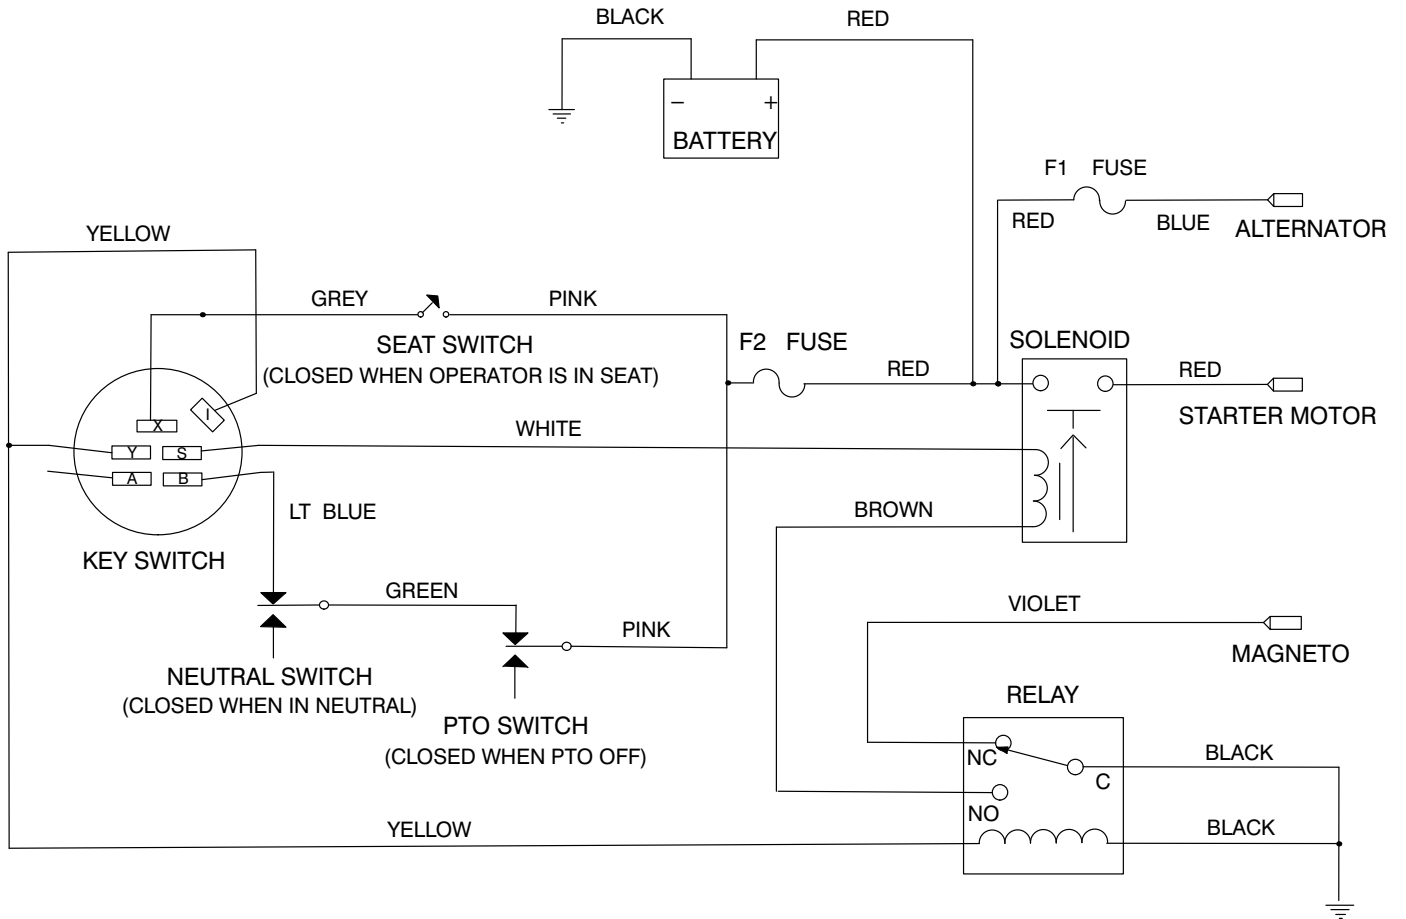 BLACK
RED
−
+
BATTERY
F1 FUSE
RED
BLUE
ALTERNATOR
YELLOW
GREY
PINK
SEAT SWITCH
(CLOSED WHEN OPERATOR IS IN SEAT)
F2 FUSE
RED
SOLENOID
RED
STARTER MOTOR
X
I
Y
S
A
B
KEY SWITCH
WHITE
LT BLUE
BROWN
GREEN
PINK
NEUTRAL SWITCH
(CLOSED WHEN IN NEUTRAL)
PTO SWITCH
(CLOSED WHEN PTO OFF)
VIOLET
MAGNETO
RELAY
NC
C
NO
BLACK
BLACK
YELLOW